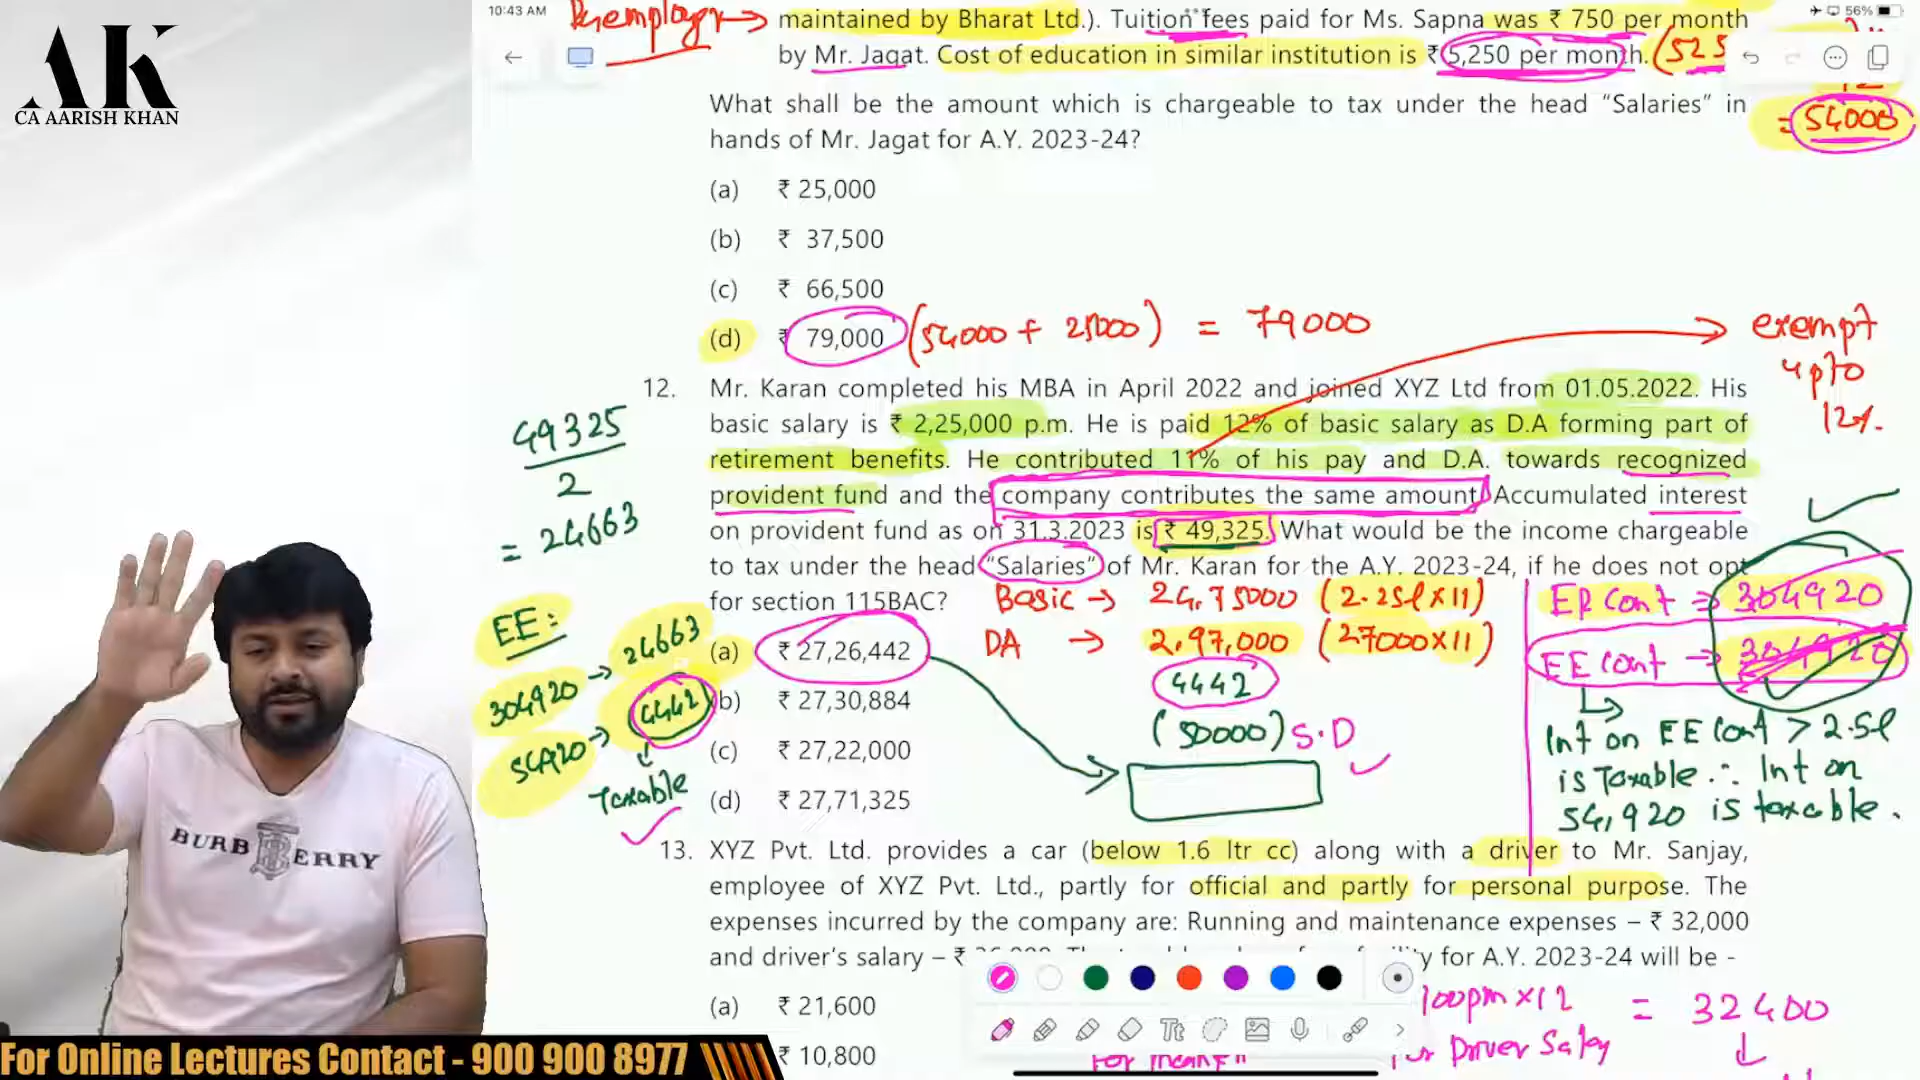 10:43 AM
56%
AK
CA AARISH KHAN
maintained by Bharat Ltd.). Tuition fees paid for Ms. Sapna was ₹ 750 per month
by Mr. Jagat. Cost of education in similar institution is ₹ 5,250 per month.
What shall be the amount which is chargeable to tax under the head “Salaries” in
= 54000
hands of Mr. Jagat for A.Y. 2023-24?
(a) ₹ 25,000
(b) ₹ 37,500
(c) ₹ 66,500
(d) ₹ 79,000 (54000 + 25000) = 79000
exempt
upto
12%.
12. Mr. Karan completed his MBA in April 2022 and joined XYZ Ltd from 01.05.2022. His
basic salary is ₹ 2,25,000 p.m. He is paid 12% of basic salary as D.A forming part of
retirement benefits. He contributed 11% of his pay and D.A. towards recognized
provident fund and the company contributes the same amount. Accumulated interest
on provident fund as on 31.3.2023 is ₹ 49,325. What would be the income chargeable
to tax under the head “Salaries” of Mr. Karan for the A.Y. 2023-24, if he does not opt
for section 115BAC?
49325
2
= 24663
Basic → 24,75000 (2.25l x 11)
DA → 2,97,000 (27000x11)
4442
(50000) S.D
ER Cont ⇒ 304920
EE Cont → 304920
Int on EE Cont > 2.5l
is Taxable ∴ Int on
54,920 is taxable.
EE:
304920 → 24663
54920 → 4442
Taxable
(a) ₹ 27,26,442
(b) ₹ 27,30,884
(c) ₹ 27,22,000
(d) ₹ 27,71,325
13. XYZ Pvt. Ltd. provides a car (below 1.6 ltr cc) along with a driver to Mr. Sanjay,
employee of XYZ Pvt. Ltd., partly for official and partly for personal purpose. The
expenses incurred by the company are: Running and maintenance expenses – ₹ 32,000
and driver’s salary – ₹
y for A.Y. 2023-24 will be -
(a) ₹ 21,600
₹ 10,800
Tt
x12 = 32400
Driver Salary
BURBERRY
For Online Lectures Contact - 900 900 8977